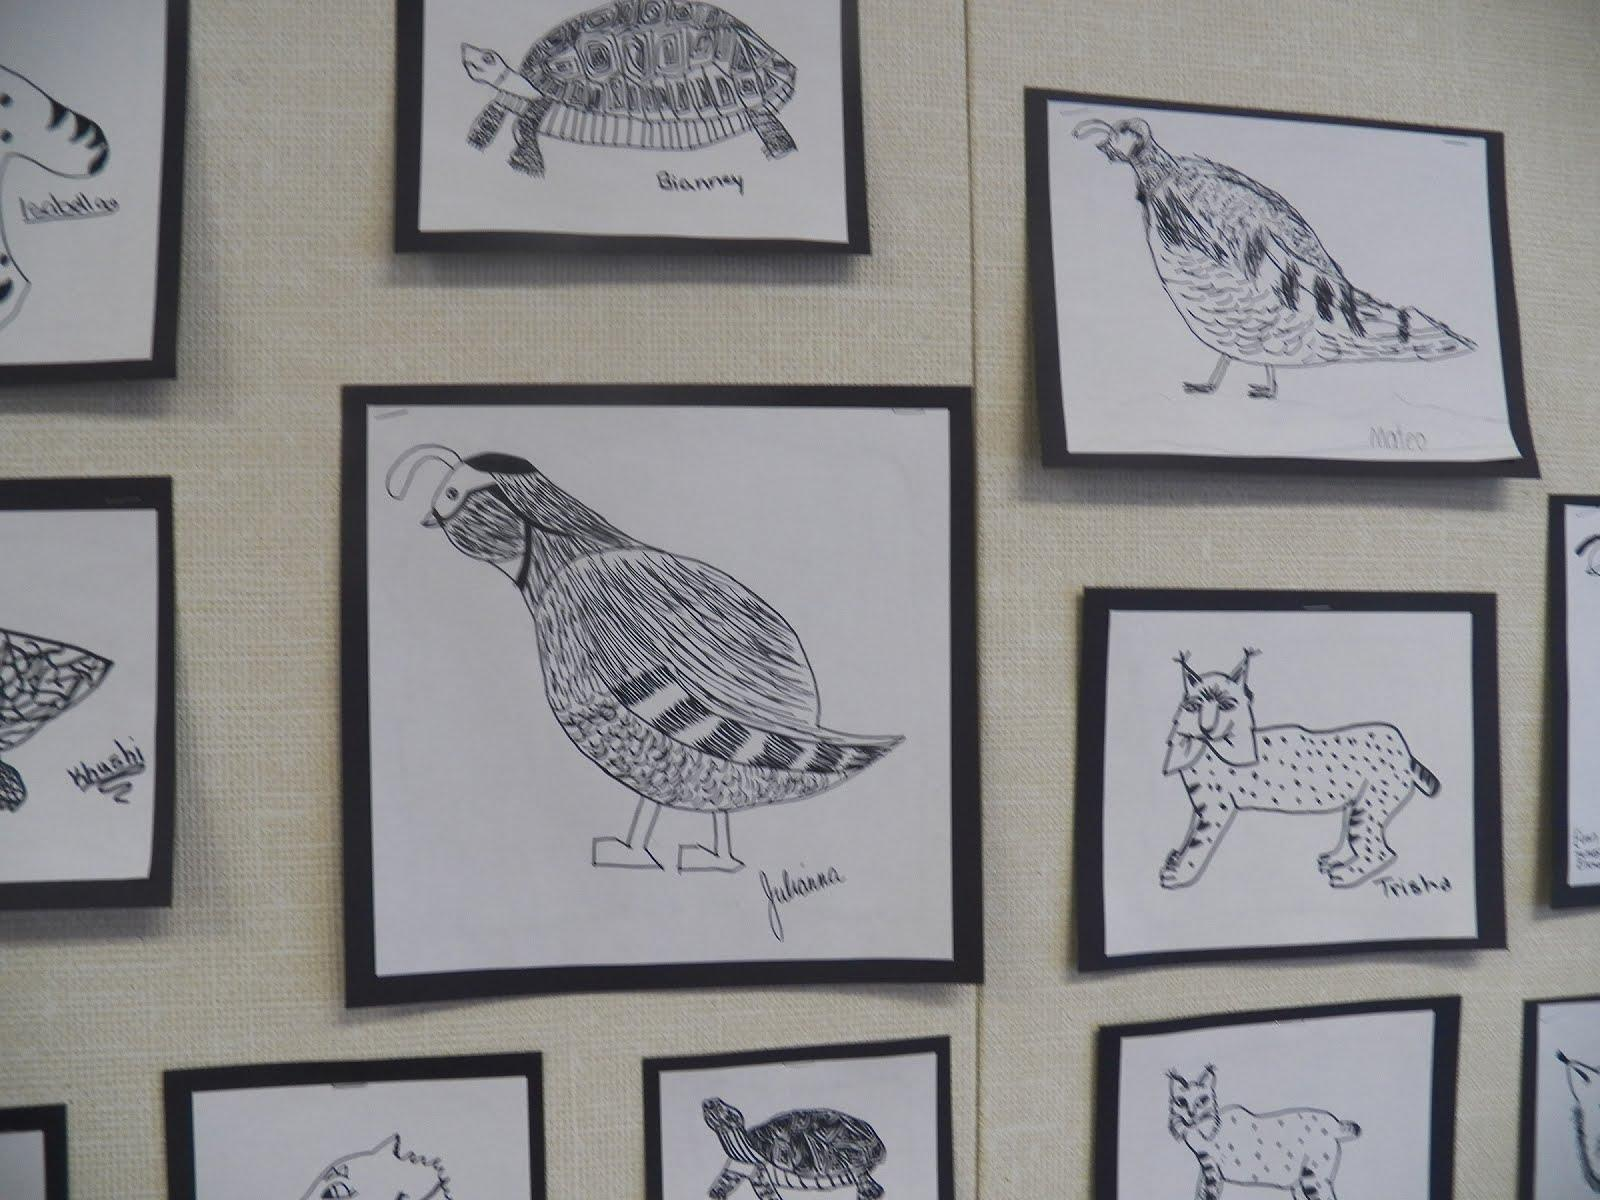 Bianney
Isabella
Mateo
Khushi
Julianna
Trisha